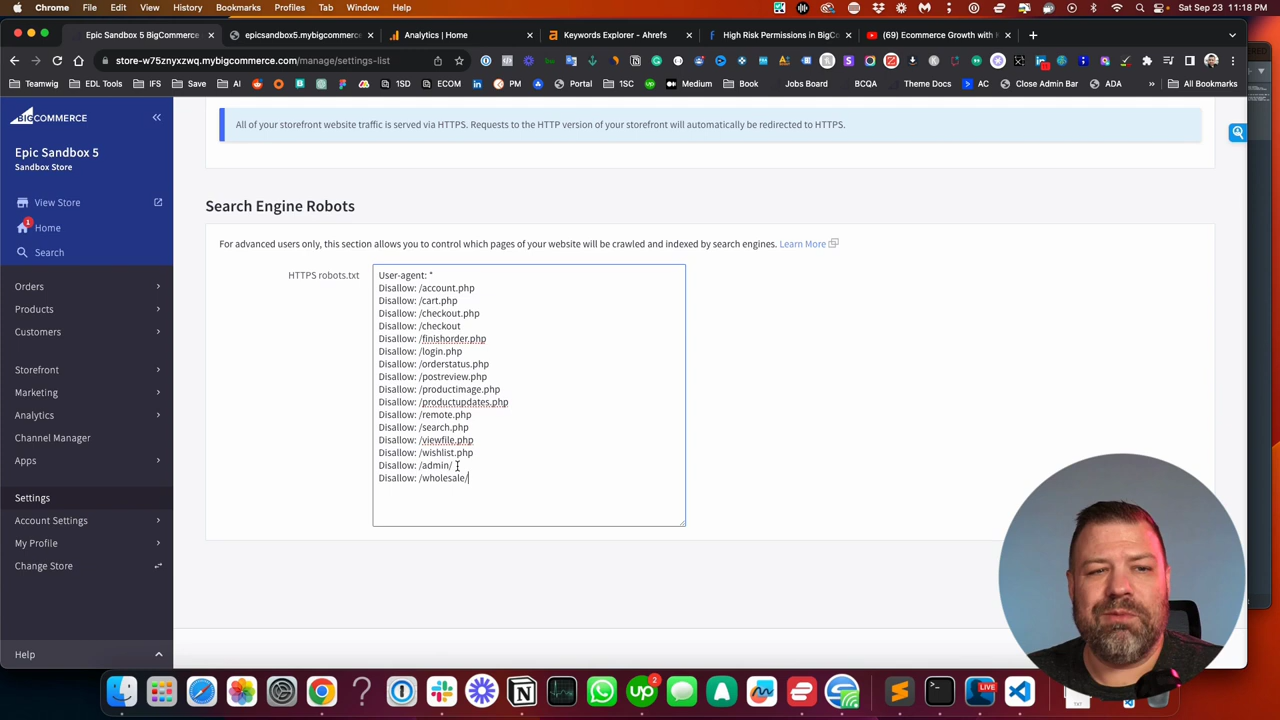 Chrome File Edit View History Bookmarks Profiles Tab Window Help
Sat Sep 23 11:18 PM
Epic Sandbox 5 BigCommerce
epicsandbox5.mybigcommerce
Analytics | Home
Keywords Explorer - Ahrefs
High Risk Permissions in BigCo
(69) Ecommerce Growth with
store-w75znyxzwq.mybigcommerce.com/manage/settings-list
Teamwig EDL Tools 1SD ECOM PM Portal 1SC Medium Book Jobs Board BCQA Theme Docs AC Close Admin Bar ADA » All Bookmarks
BIGCOMMERCE
Epic Sandbox 5
Sandbox Store
View Store
1
Home
Search
Orders
Products
Customers
Storefront
Marketing
Analytics
Channel Manager
Apps
Settings
Account Settings
My Profile
Change Store
Help
All of your storefront website traffic is served via HTTPS. Requests to the HTTP version of your storefront will automatically be redirected to HTTPS.
Search Engine Robots
For advanced users only, this section allows you to control which pages of your website will be crawled and indexed by search engines. Learn More
HTTPS robots.txt
User-agent: *
Disallow: /account.php
Disallow: /cart.php
Disallow: /checkout.php
Disallow: /checkout
Disallow: /finishorder.php
Disallow: /login.php
Disallow: /orderstatus.php
Disallow: /postreview.php
Disallow: /productimage.php
Disallow: /productupdates.php
Disallow: /remote.php
Disallow: /search.php
Disallow: /viewfile.php
Disallow: /wishlist.php
Disallow: /admin/
Disallow: /wholesale/
2
LIVE